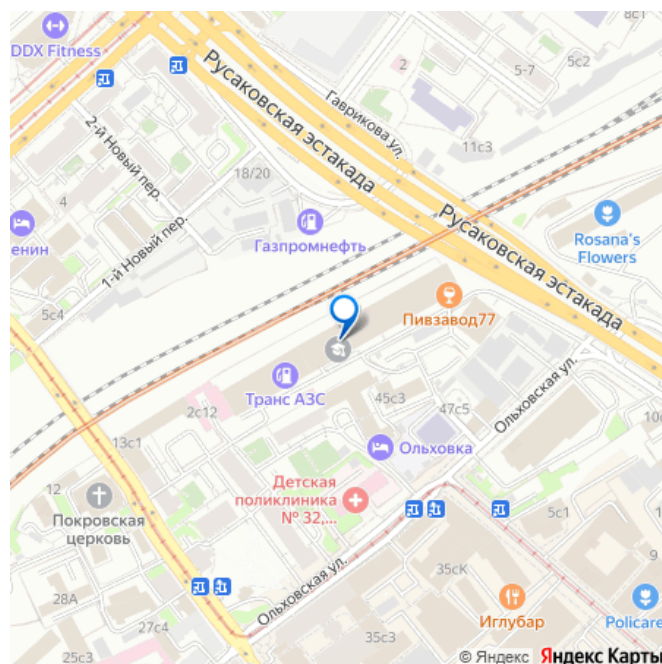 8с1
DDX Fitness
5с2
2
5-7
Русаковская эстакада
Гаврикова ул.
11с3
2-й Новый пер.
18/20
4
Русаковская эстакада
Rosana's
Flowers
енин
1-й Новый пер.
Газпромнефть
5с4
Пивзавод77
Транс АЗС
45с3
2с12
47с5
Ольховская ул.
13с1
Ольховка
12
Детская
поликлиника
№ 32,...
Покровская
церковь
5с1
9
35сК
28А
Ольховская ул.
Иглубар
Policare
27с4
35с3
25с3
© Яндекс Яндекс Карты